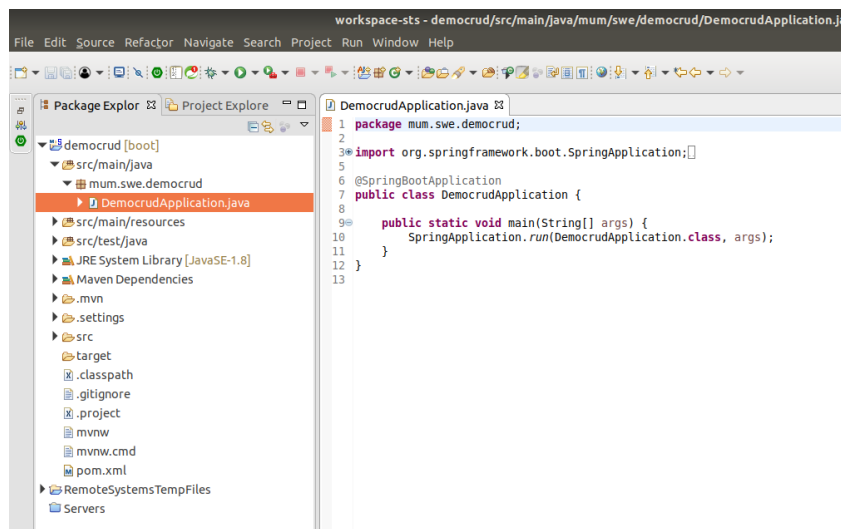 workspace-sts - democrud/src/main/java/mum/swe/democrud/DemocrudApplication.j
File Edit Source Refactor Navigate Search Project Run Window Help
Package Explor Project Explore
democrud [boot]
src/main/java
mum.swe.democrud
DemocrudApplication.java
src/main/resources
src/test/java
JRE System Library [JavaSE-1.8]
Maven Dependencies
.mvn
.settings
src
target
.classpath
.gitignore
.project
mvnw
mvnw.cmd
pom.xml
RemoteSystemsTempFiles
Servers
DemocrudApplication.java
1 package mum.swe.democrud;
2
3 import org.springframework.boot.SpringApplication;
5
6 @SpringBootApplication
7 public class DemocrudApplication {
8
9 public static void main(String[] args) {
10 SpringApplication.run(DemocrudApplication.class, args);
11 }
12 }
13